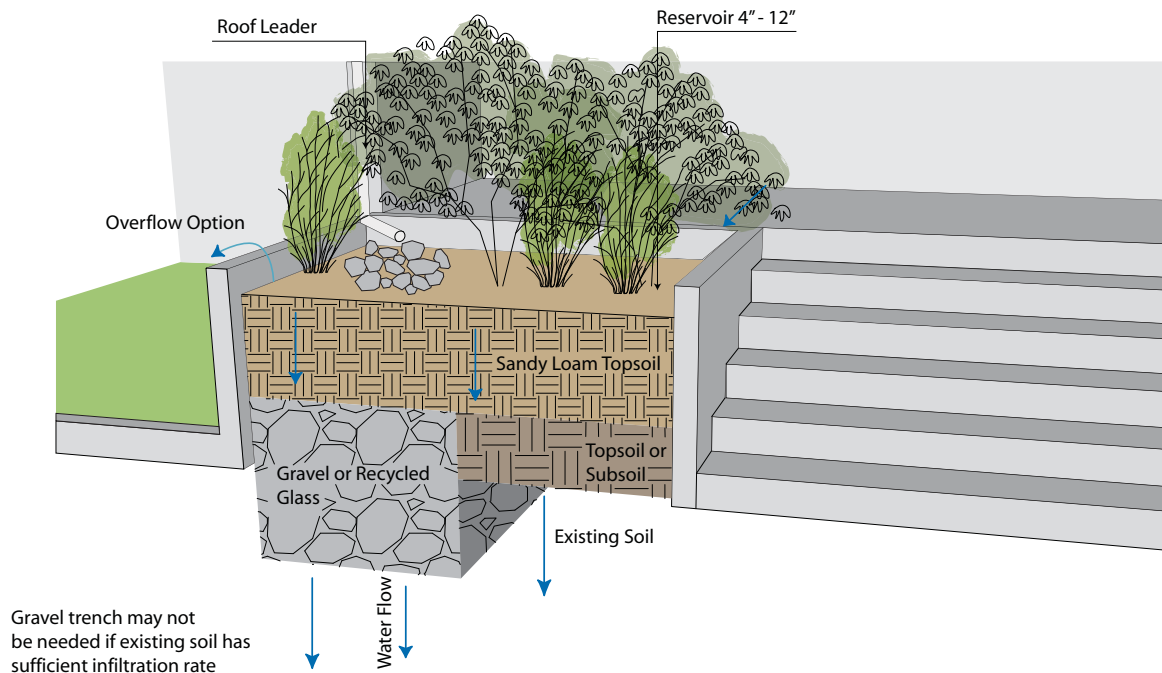 Roof Leader
Reservoir 4” - 12”
Overflow Option
Sandy Loam Topsoil
Topsoil or
Subsoil
Gravel or Recycled
Glass
Existing Soil
Water Flow
Gravel trench may not
be needed if existing soil has
sufficient infiltration rate